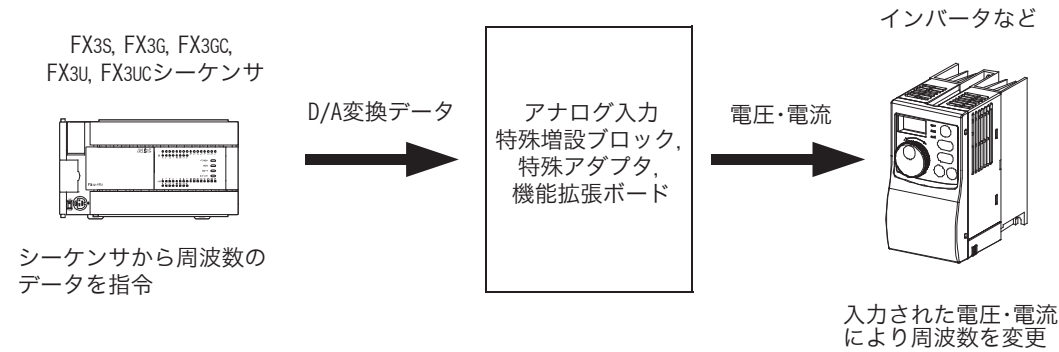 FX3S, FX3G, FX3GC,
FX3U, FX3UCシーケンサ
シーケンサから周波数の
データを指令
D/A変換データ
アナログ入力
特殊増設ブロック,
特殊アダプタ,
機能拡張ボード
電圧・電流
インバータなど
入力された電圧・電流
により周波数を変更